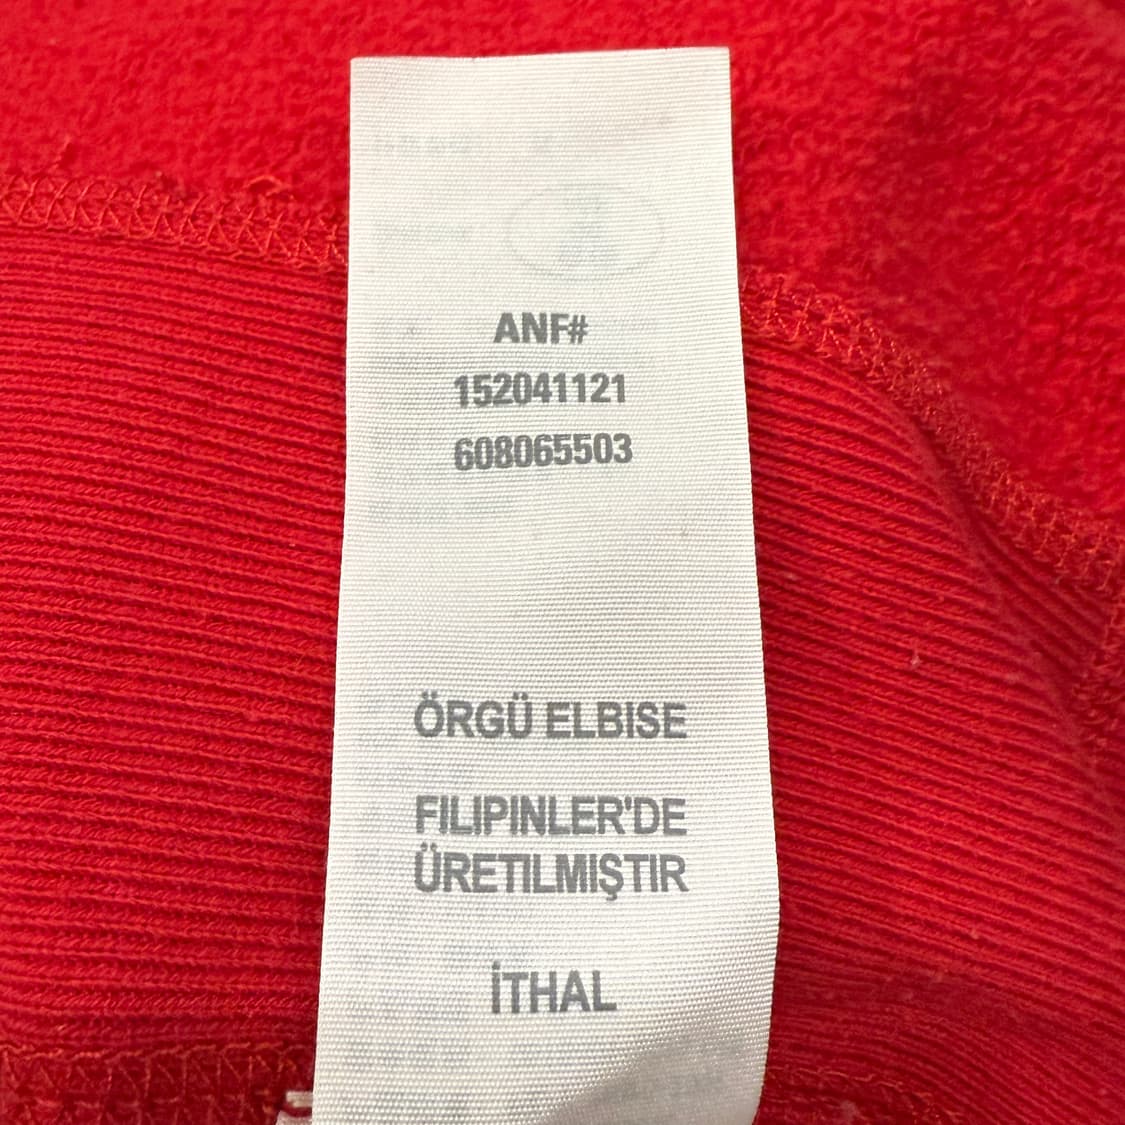 ANF#
152041121
608065503
ÖRGÜ ELBISE
FILIPINLER'DE
ÜRETILMIŞTIR
İTHAL